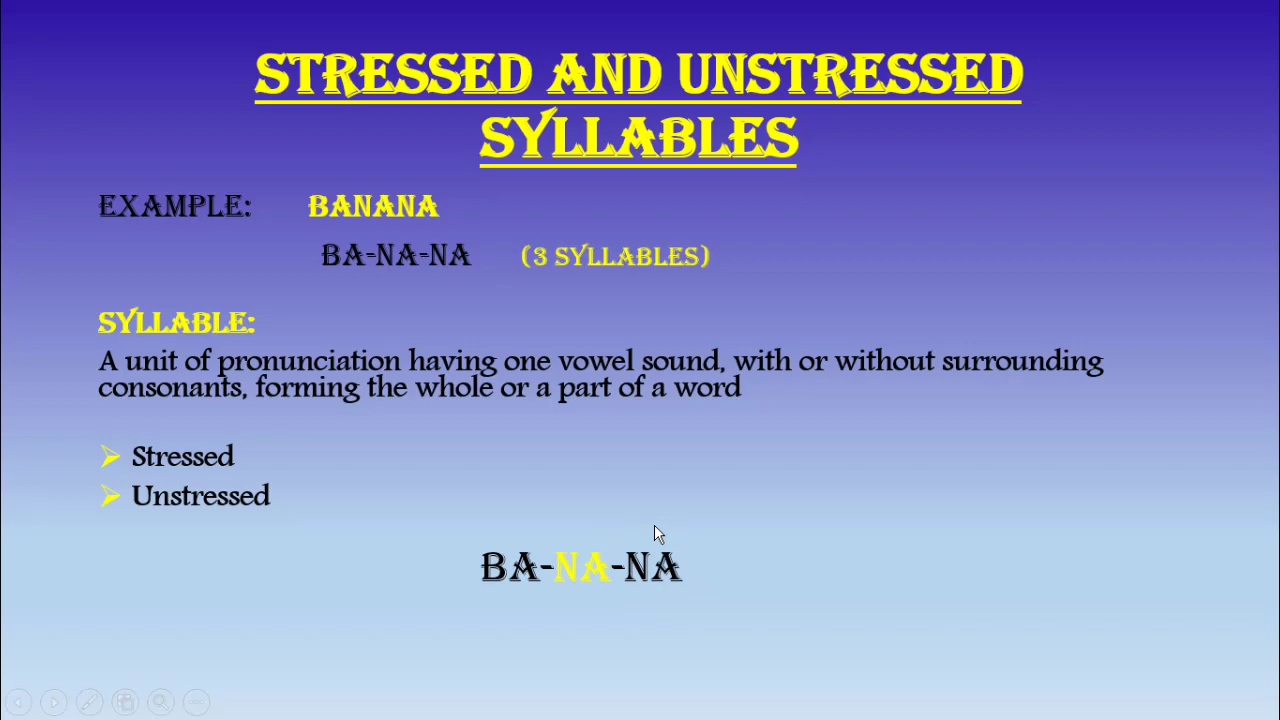 STRESSED AND UNSTRESSED
SYLLABLES
EXAMPLE: BANANA
BA-NA-NA (3 SYLLABLES)
SYLLABLE:
A unit of pronunciation having one vowel sound, with or without surrounding
consonants, forming the whole or a part of a word
Stressed
Unstressed
BA-NA-NA